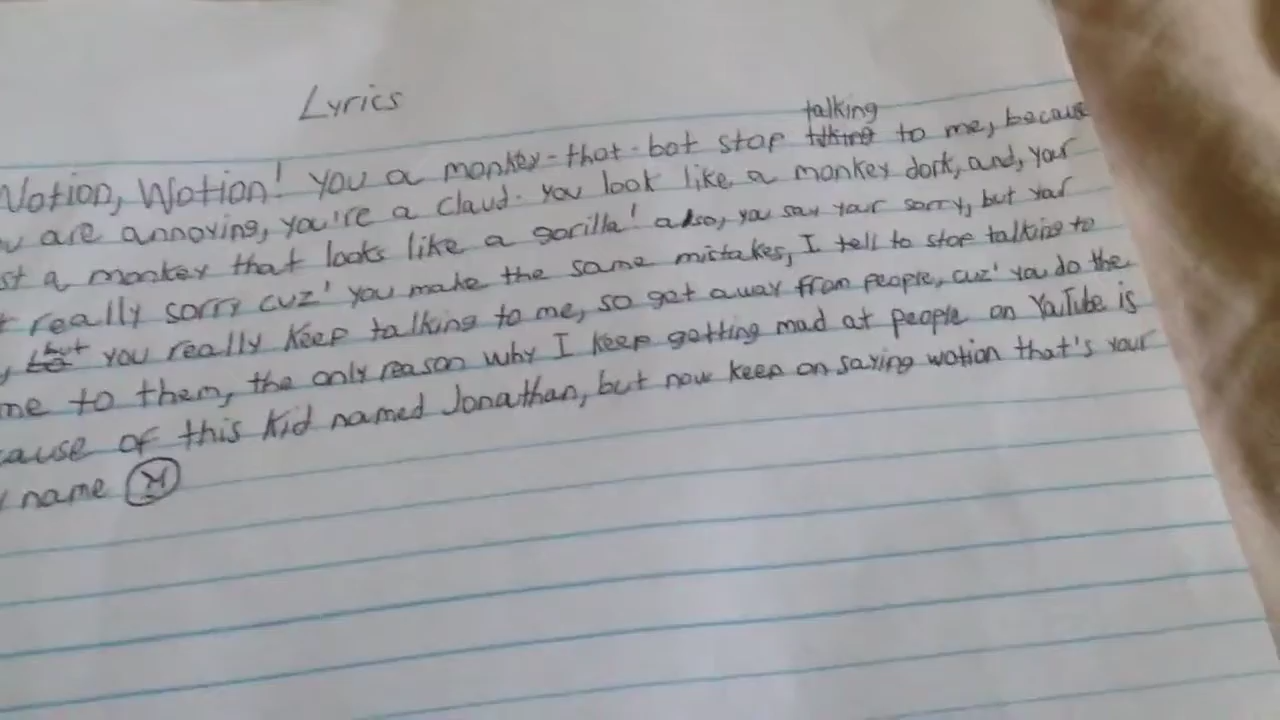 Lyrics
talking
Wotion, Wotion! you a monkey-that-bot stop to me, because
are annoying, you're a claud. you look like a monkey dork, and, your
a monkey that looks like a gorilla! also, you say your sorry, but your
really sorry cuz' you make the same mistakes, I tell to stop talking to
but
you really keep talking to me, so get away from people, cuz' you do the
to them, the only reason why I keep getting mad at people on YouTube is
of this kid named Jonathan, but now keep on saying wotion that's your
name